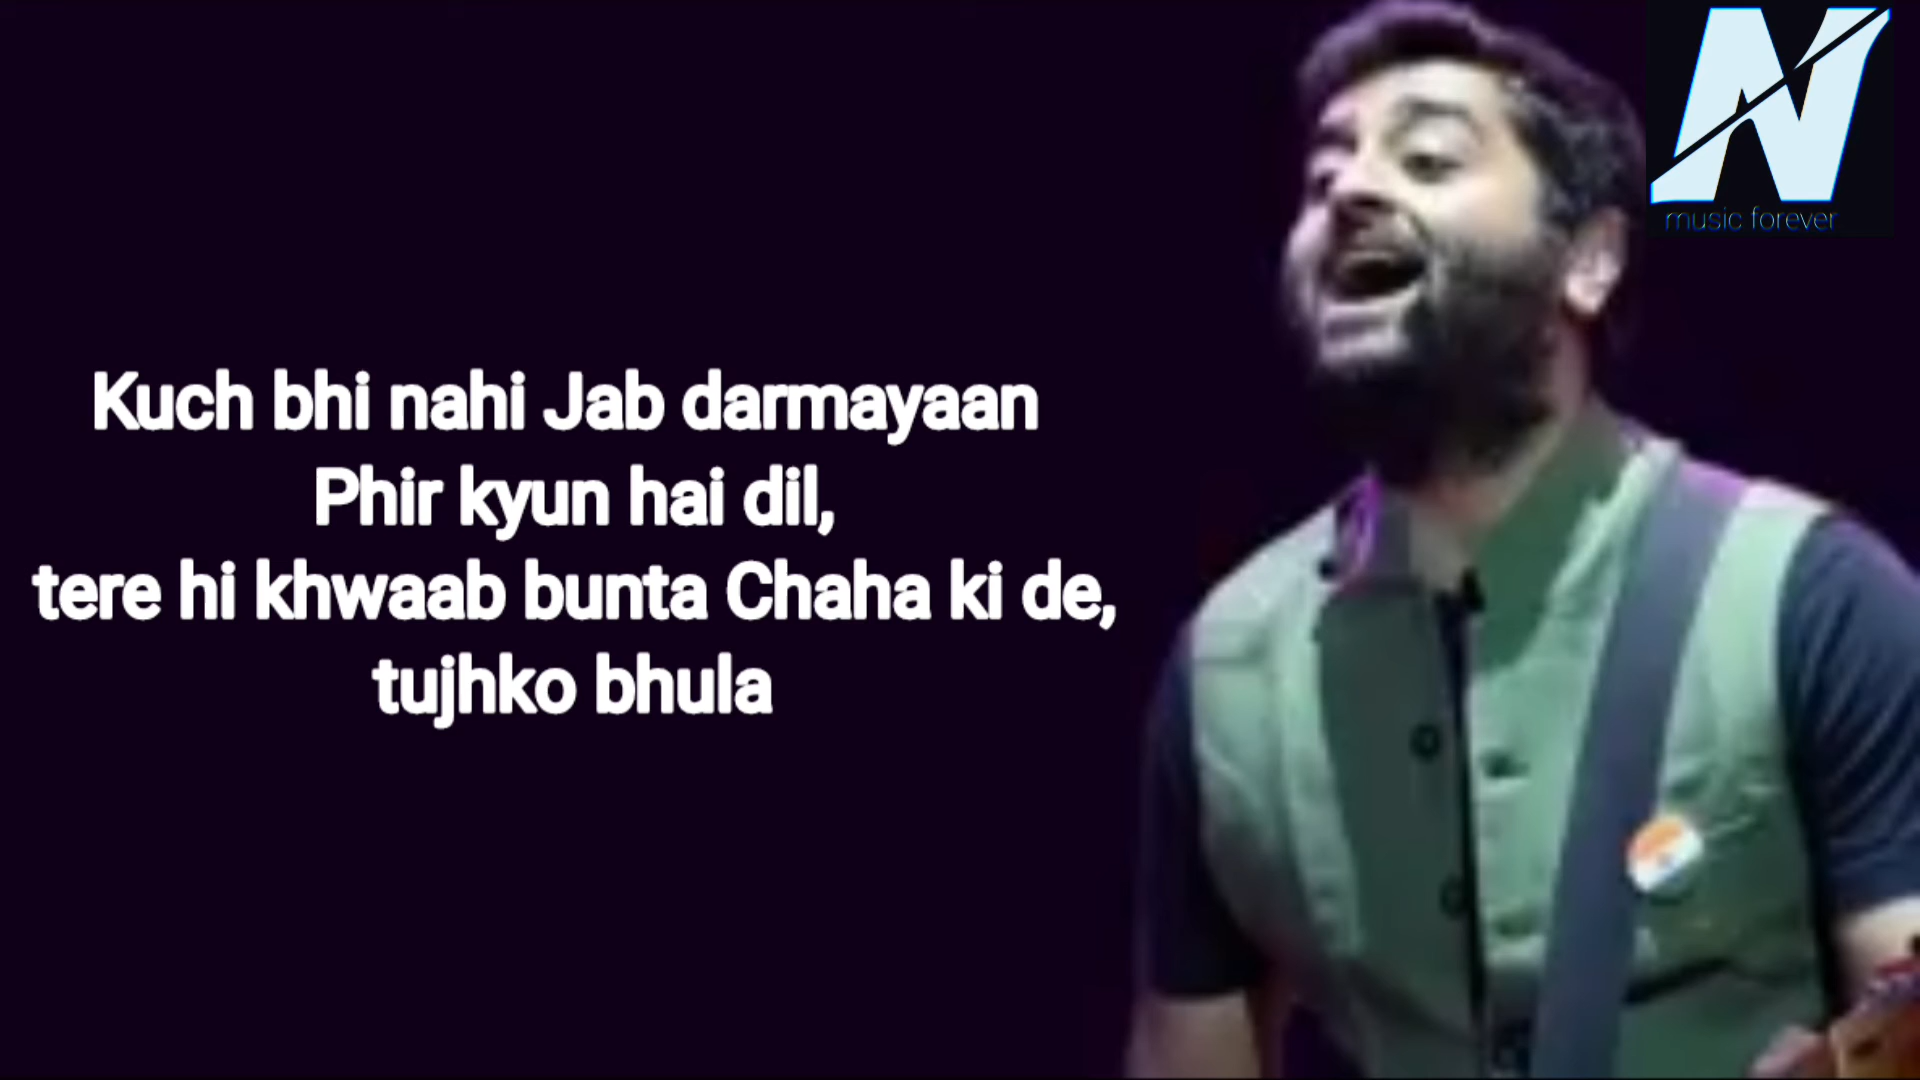 music forever
Kuch bhi nahi Jab darmayaan
Phir kyun hai dil,
tere hi khwaab bunta Chaha ki de,
tujhko bhula